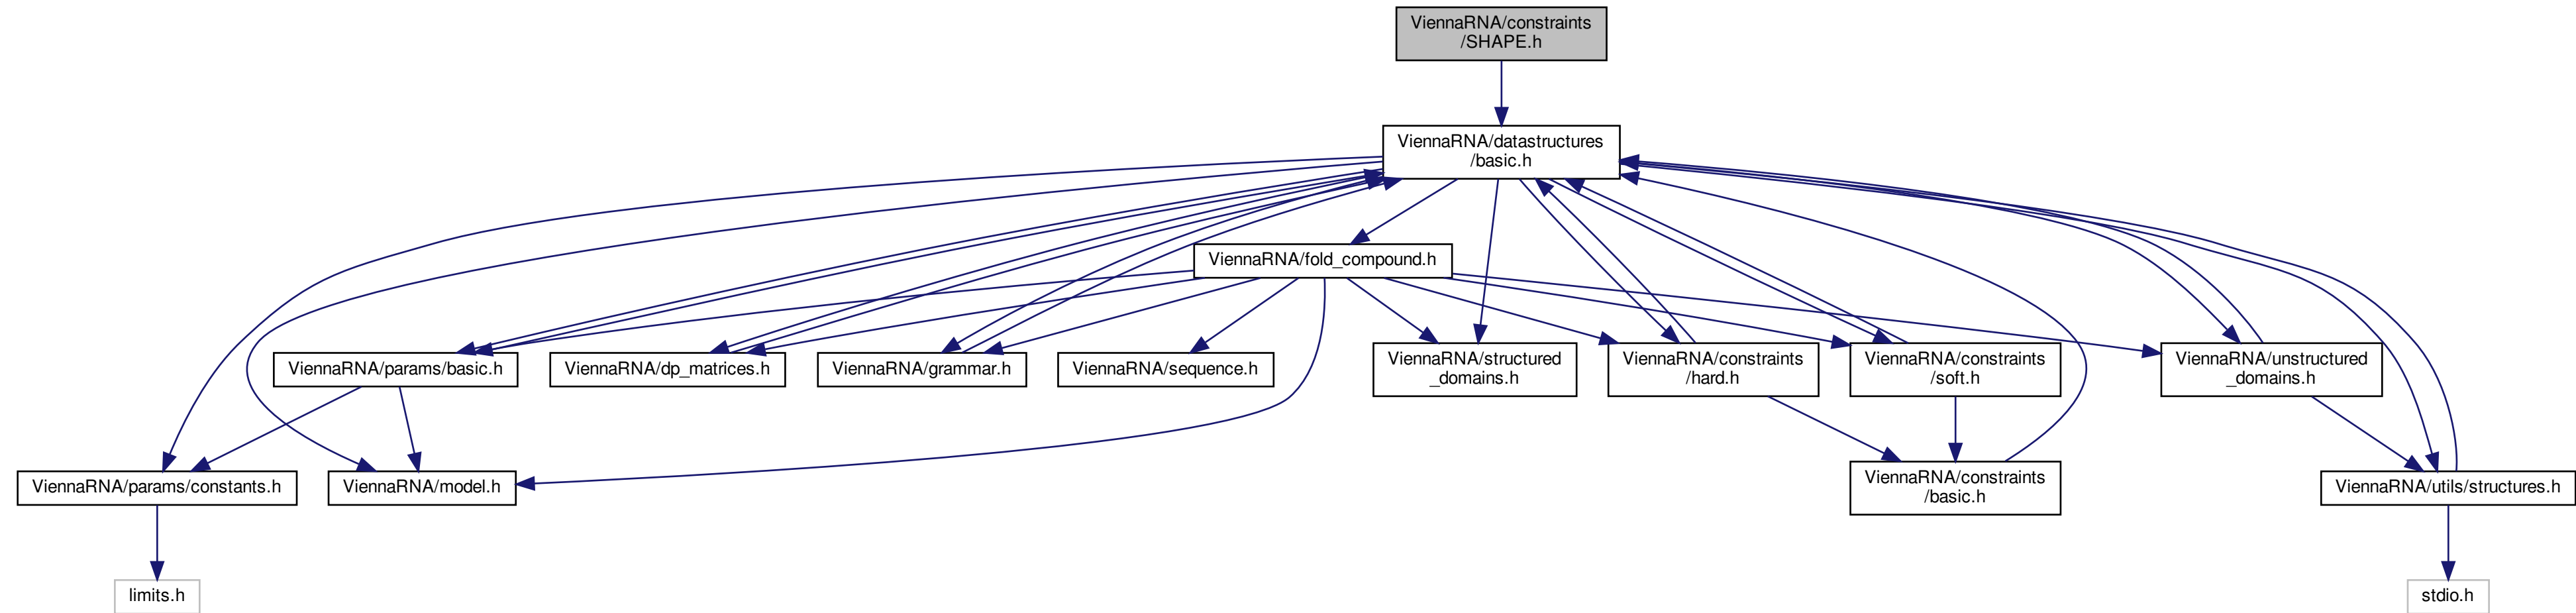 ViennaRNA/constraints
/SHAPE.h
ViennaRNA/datastructures
/basic.h
ViennaRNA/fold_compound.h
ViennaRNA/params/basic.h
ViennaRNA/dp_matrices.h
ViennaRNA/grammar.h
ViennaRNA/sequence.h
ViennaRNA/structured
_domains.h
ViennaRNA/constraints
/hard.h
ViennaRNA/constraints
/soft.h
ViennaRNA/unstructured
_domains.h
ViennaRNA/params/constants.h
ViennaRNA/model.h
ViennaRNA/constraints
/basic.h
ViennaRNA/utils/structures.h
limits.h
stdio.h